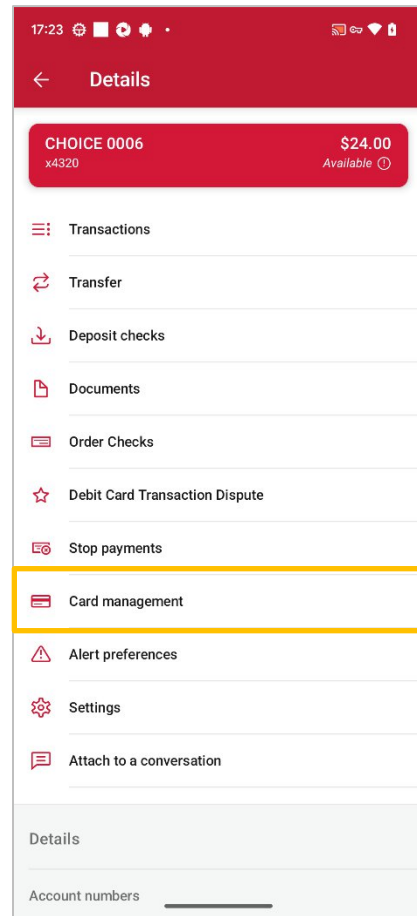 17:23
Details
CHOICE 0006 $24.00
x4320 Available
Transactions
Transfer
Deposit checks
Documents
Order Checks
Debit Card Transaction Dispute
Stop payments
Card management
Alert preferences
Settings
Attach to a conversation
Details
Account numbers